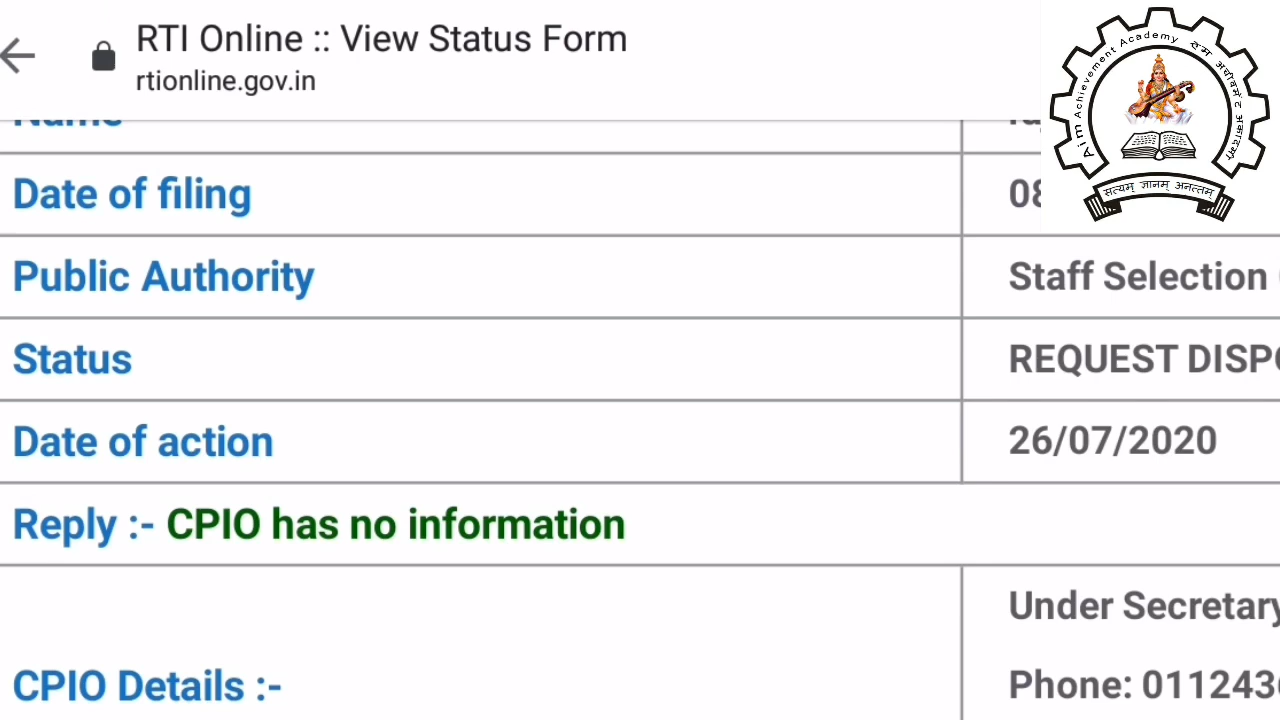 RTI Online :: View Status Form
rtionline.gov.in
Aim Achievement Academy
सत्यम् ज्ञानम् अनन्तम्
Name
Date of filing 08
Public Authority Staff Selection
Status REQUEST
Date of action 26/07/2020
Reply :- CPIO has no information
Under Secretary
CPIO Details :- Phone: